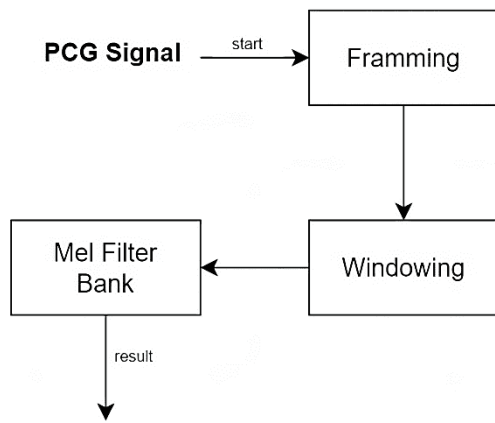 PCG Signal
start
Framming
Windowing
Mel Filter
Bank
result